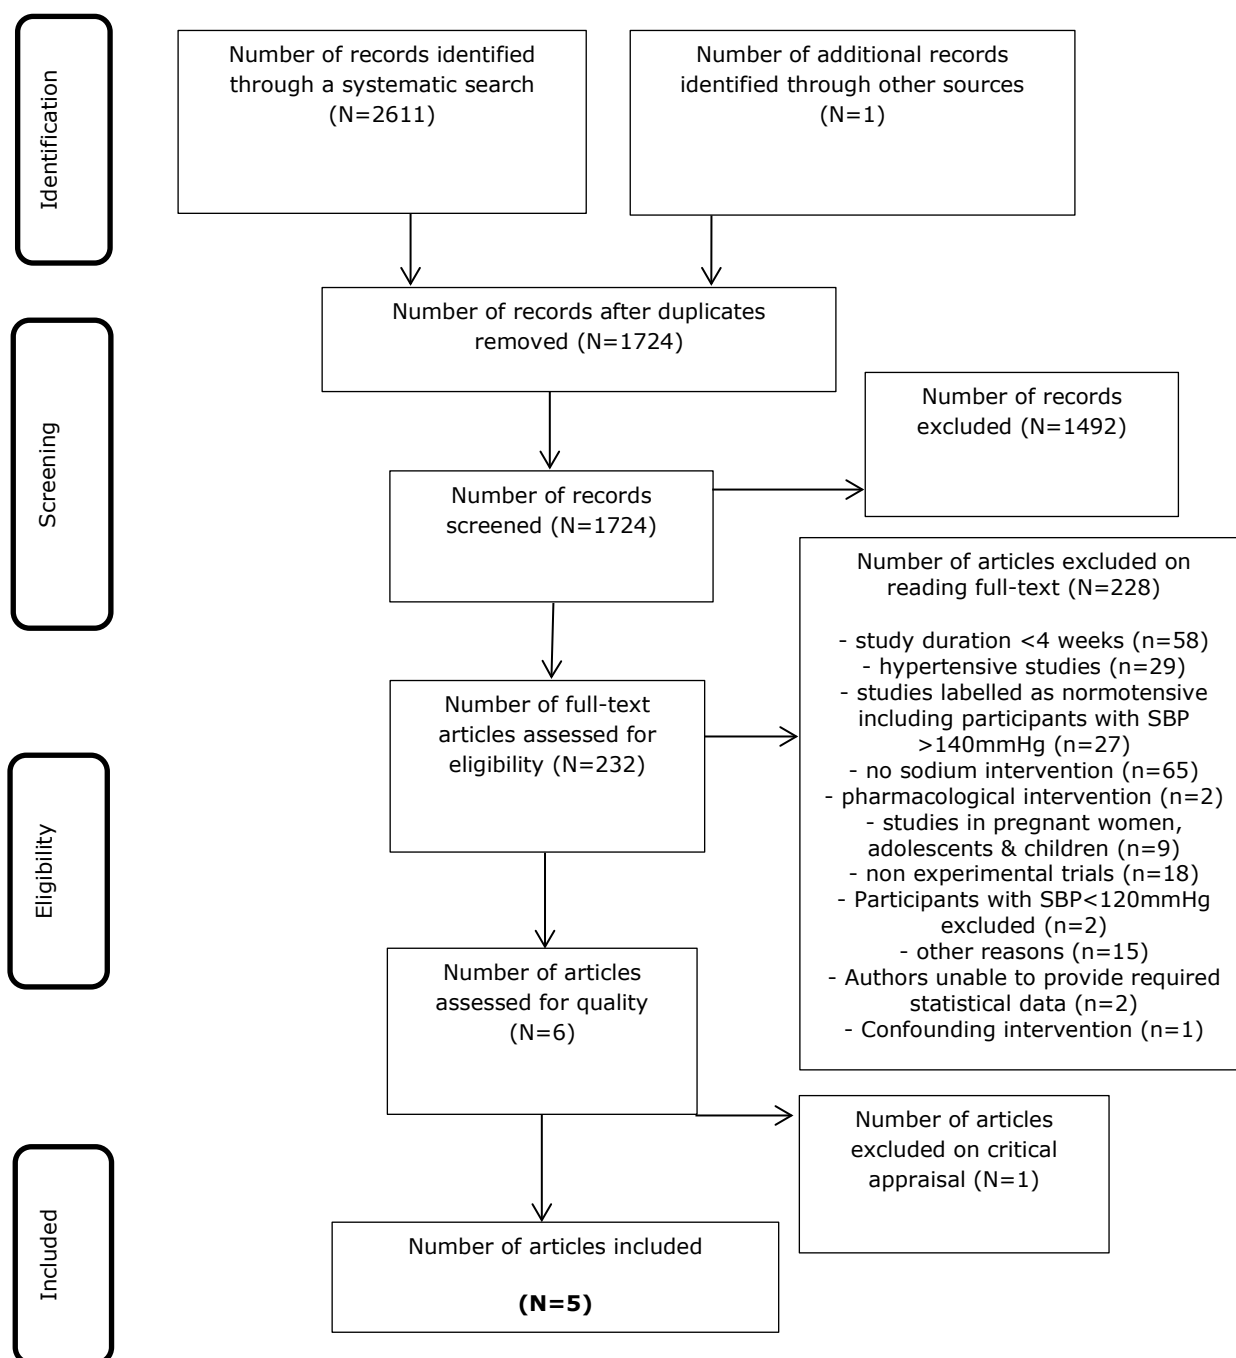 Identification
Number of records identified
through a systematic search
(N=2611)
Number of additional records
identified through other sources
(N=1)
Number of records after duplicates
removed (N=1724)
Screening
Number of records
excluded (N=1492)
Number of records
screened (N=1724)
Number of articles excluded on
reading full-text (N=228)
- study duration <4 weeks (n=58)
- hypertensive studies (n=29)
- studies labelled as normotensive
including participants with SBP
>140mmHg (n=27)
- no sodium intervention (n=65)
- pharmacological intervention (n=2)
- studies in pregnant women,
adolescents & children (n=9)
- non experimental trials (n=18)
- Participants with SBP<120mmHg
excluded (n=2)
- other reasons (n=15)
- Authors unable to provide required
statistical data (n=2)
- Confounding intervention (n=1)
Eligibility
Number of full-text
articles assessed for
eligibility (N=232)
Number of articles
assessed for quality
(N=6)
Number of articles
excluded on critical
appraisal (N=1)
Included
Number of articles included
(N=5)